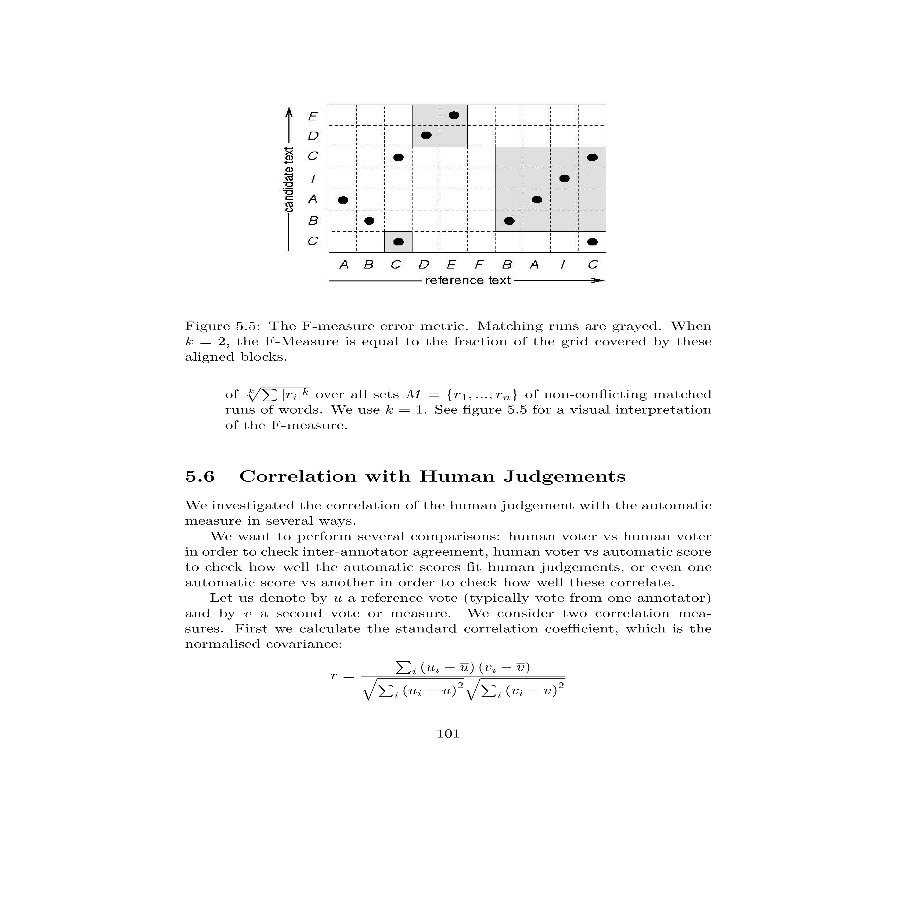 E
D
C
I
A
B
C
candidate text
A B C D E F B A I C
reference text
Figure 5.5: The F-measure error metric. Matching runs are grayed. When
k = 2, the F-Measure is equal to the fraction of the grid covered by these
aligned blocks.
of \sqrt[k]{∑ |r_i|^k} over all sets M = {r_1, ..., r_n} of non-conflicting matched
runs of words. We use k = 1. See figure 5.5 for a visual interpretation
of the F-measure.
5.6 Correlation with Human Judgements
We investigated the correlation of the human judgement with the automatic
measure in several ways.
We want to perform several comparisons: human voter vs human voter
in order to check inter-annotator agreement, human voter vs automatic score
to check how well the automatic scores fit human judgements, or even one
automatic score vs another in order to check how well these correlate.
Let us denote by u a reference vote (typically vote from one annotator)
and by v a second vote or measure. We consider two correlation mea-
sures. First we calculate the standard correlation coefficient, which is the
normalised covariance:
r = \frac{∑_i (u_i − \overline{u}) (v_i − \overline{v})}{\sqrt{∑_i (u_i − u)^2} \sqrt{∑_i (v_i − v)^2}}
101